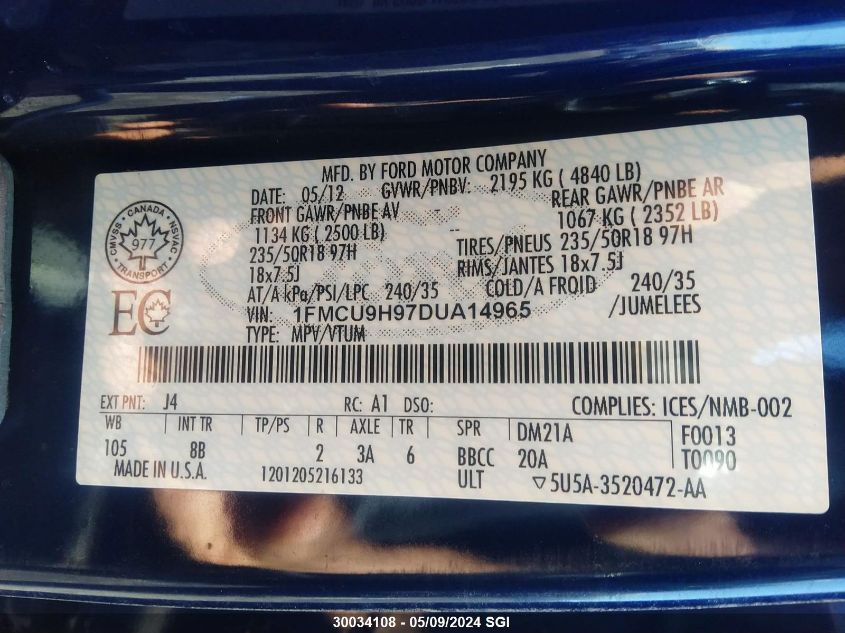 MFD. BY FORD MOTOR COMPANY
DATE: 05/12 GVWR/PNBV: 2195 KG ( 4840 LB)
FRONT GAWR/PNBE AV REAR GAWR/PNBE AR
1134 KG ( 2500 LB) -- 1067 KG ( 2352 LB)
235/50R18 97H TIRES/PNEUS 235/50R18 97H
18x7.5J RIMS/JANTES 18x7.5J
AT/A kPa/PSI/LPC 240/35 COLD/A FROID 240/35
VIN: 1FMCU9H97DUA14965 /JUMELEES
TYPE: MPV/VTUM
CANADA
CMVSS 977 NSVAC
TRANSPORT
EC
EXT PNT: J4 RC: A1 DSO: COMPLIES: ICES/NMB-002
WB INT TR TP/PS R AXLE TR SPR DM21A F0013
105 8B 2 3A 6 BBCC 20A T0090
MADE IN U.S.A. 1201205216133 ULT ▽5U5A-3520472-AA
30034108 - 05/09/2024 SGI